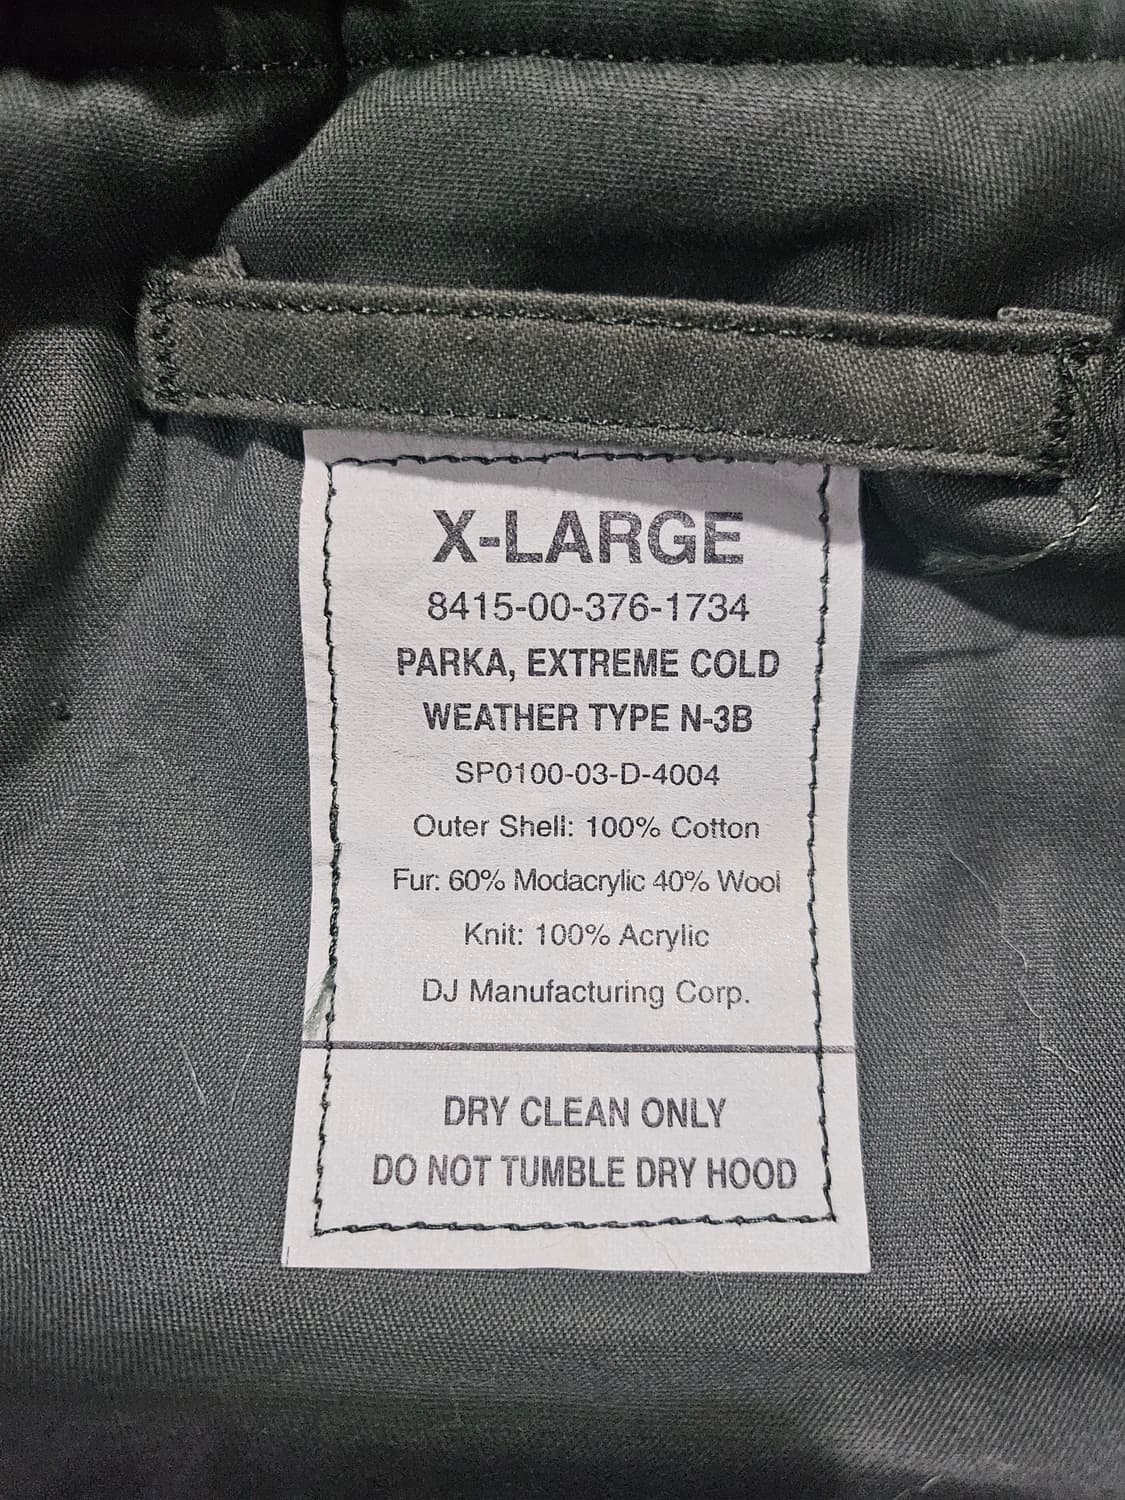 X-LARGE
8415-00-376-1734
PARKA, EXTREME COLD
WEATHER TYPE N-3B
SP0100-03-D-4004
Outer Shell: 100% Cotton
Fur: 60% Modacrylic 40% Wool
Knit: 100% Acrylic
DJ Manufacturing Corp.
DRY CLEAN ONLY
DO NOT TUMBLE DRY HOOD